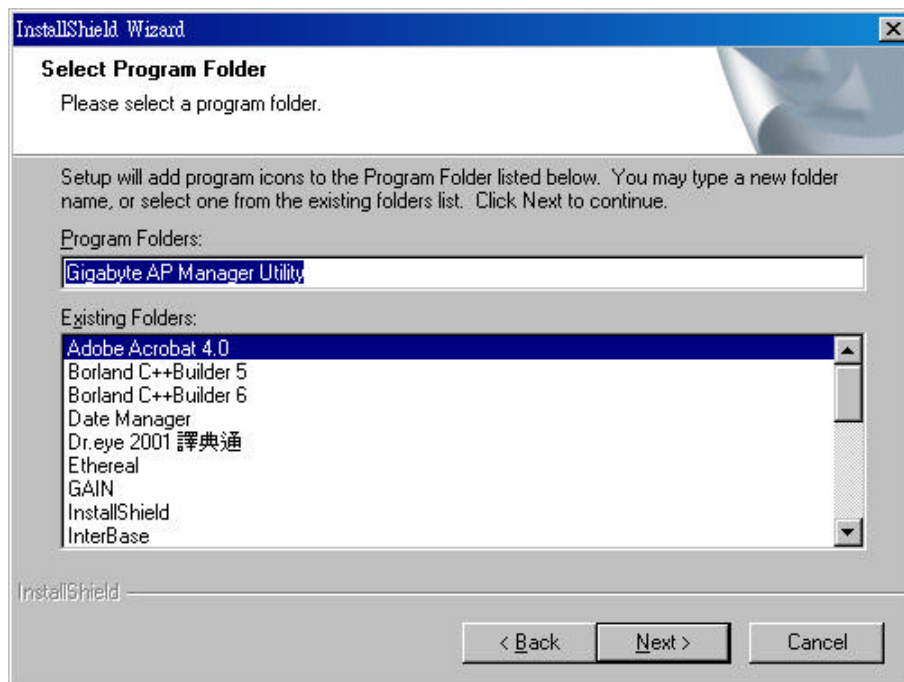 InstallShield Wizard
Select Program Folder
Please select a program folder.
Setup will add program icons to the Program Folder listed below.  You may type a new folder
name, or select one from the existing folders list.  Click Next to continue.
Program Folders:
Gigabyte AP Manager Utility
Existing Folders:
Adobe Acrobat 4.0
Borland C++Builder 5
Borland C++Builder 6
Date Manager
Dr.eye 2001 譯典通
Ethereal
GAIN
InstallShield
InterBase
InstallShield
< Back
Next >
Cancel